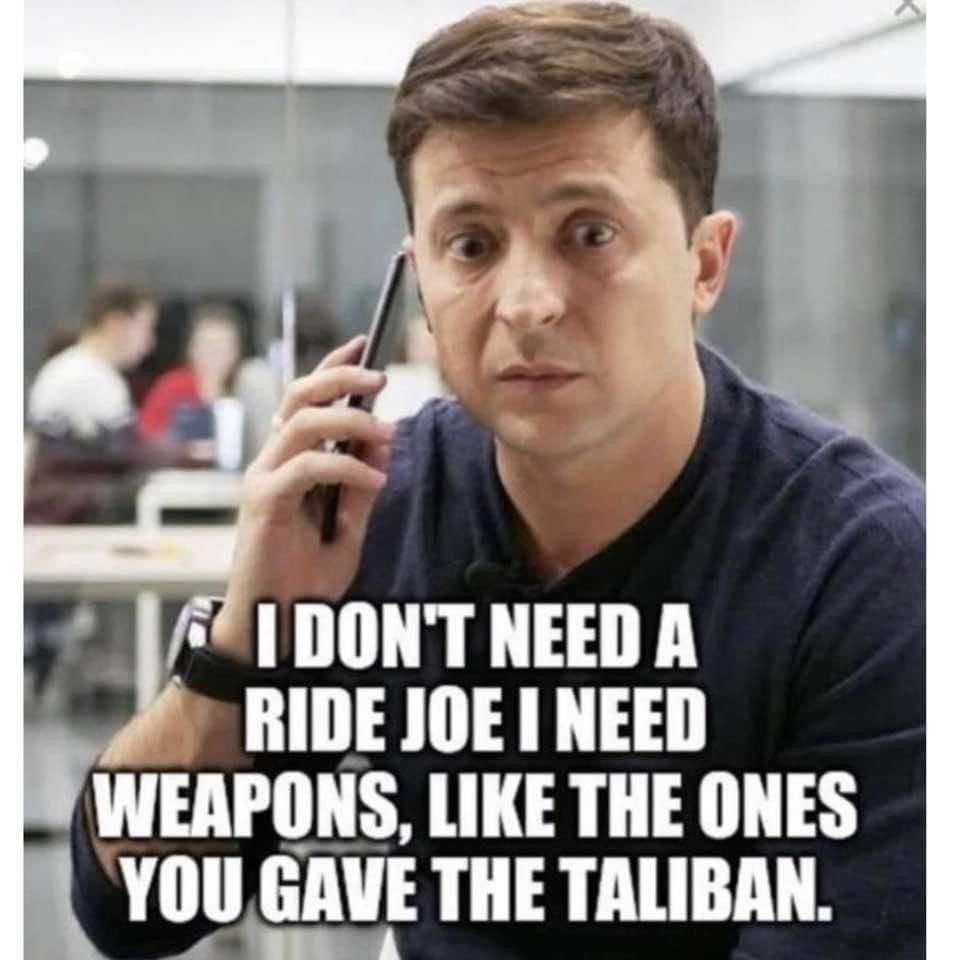 I DON'T NEED A
RIDE JOE I NEED
WEAPONS, LIKE THE ONES
YOU GAVE THE TALIBAN.